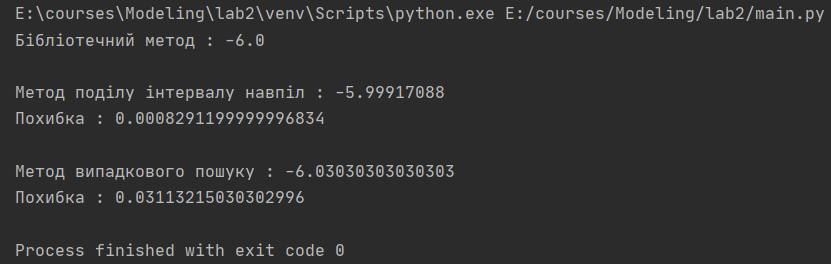 E:\courses\Modeling\lab2\venv\Scripts\python.exe E:/courses/Modeling/lab2/main.py
Бібліотечний метод : -6.0
Метод поділу інтервалу навпіл : -5.99917088
Похибка : 0.0008291199999996834
Метод випадкового пошуку : -6.03030303030303
Похибка : 0.03113215030302996
Process finished with exit code 0